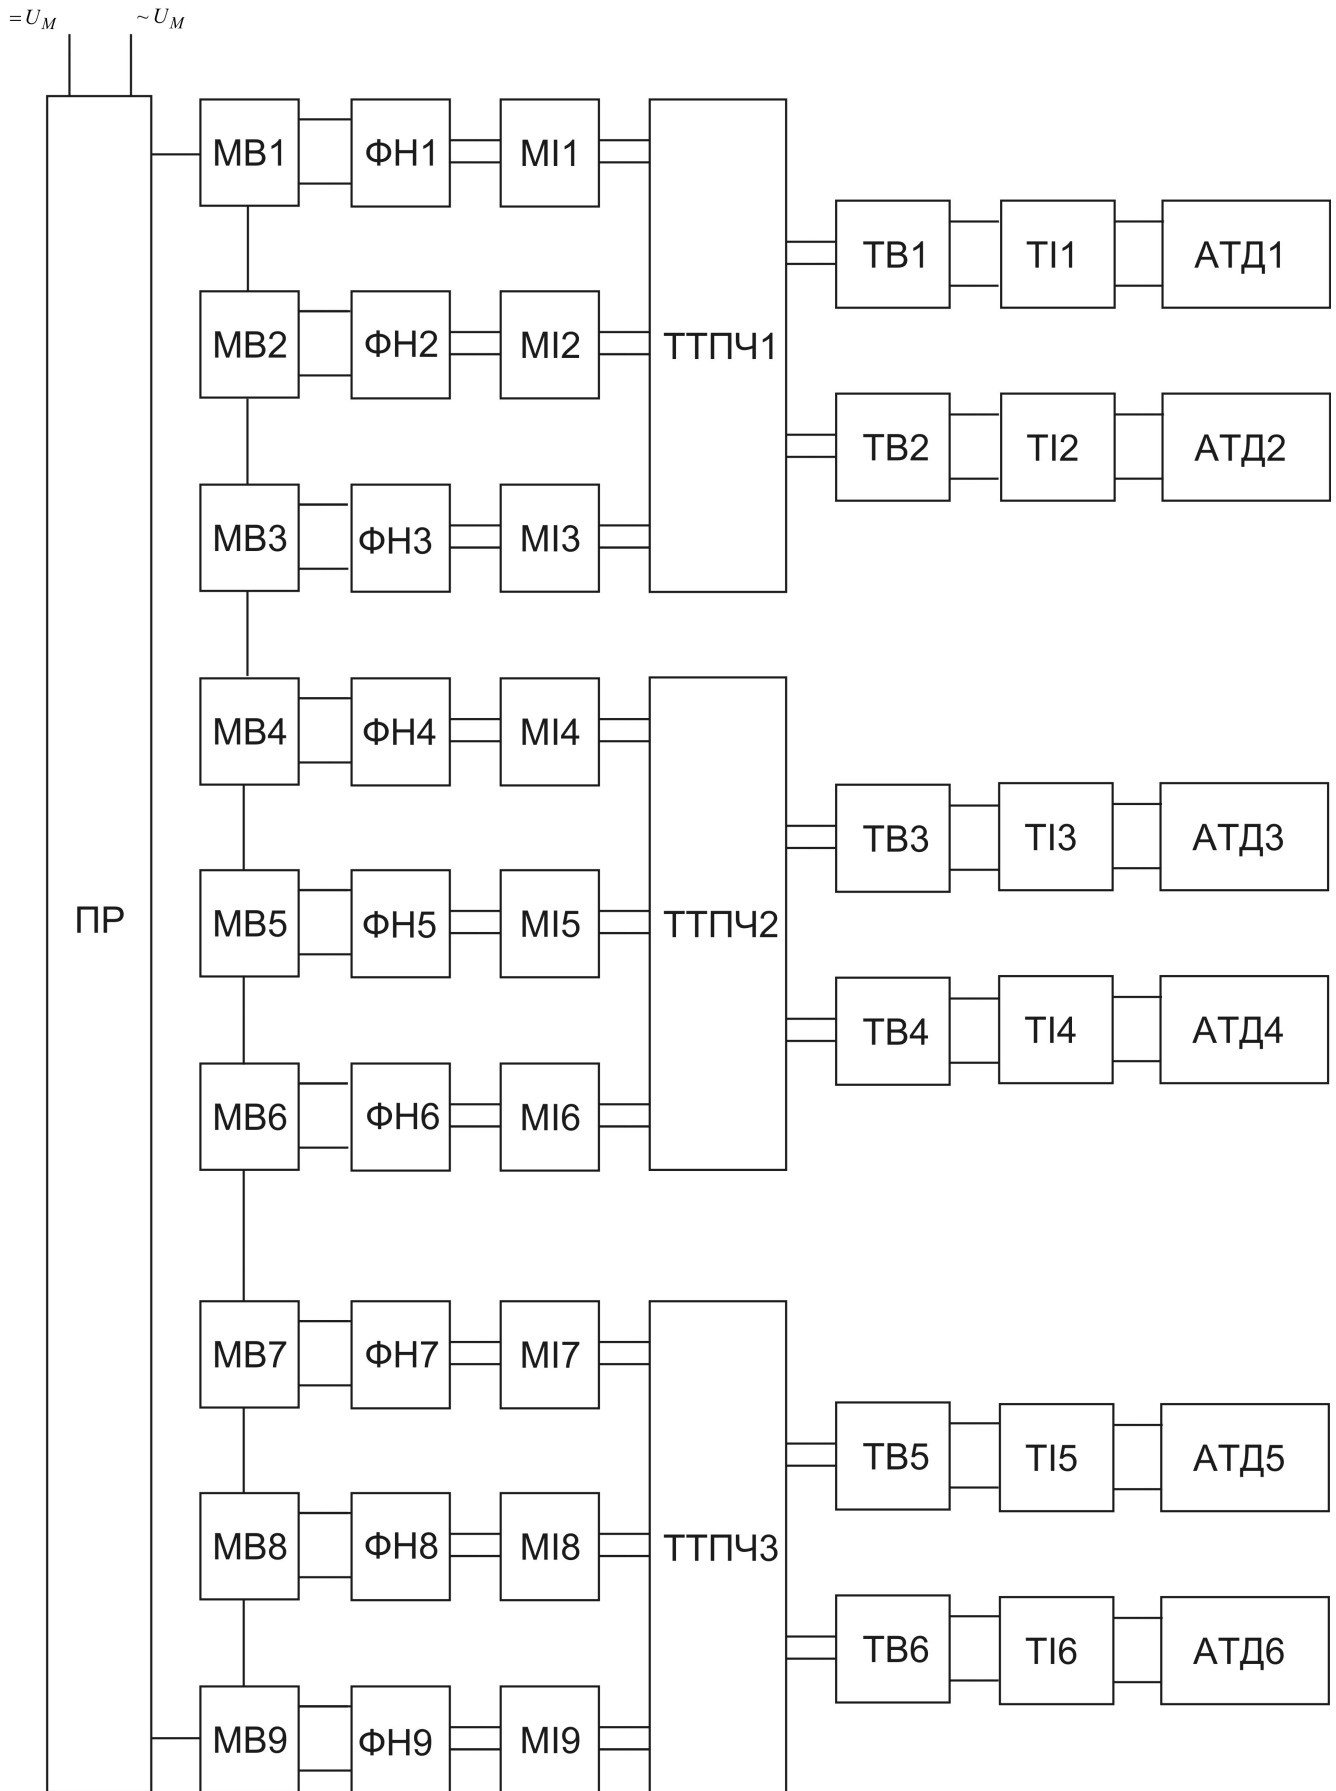 =U_M ~U_M
МВ1 ФН1 МІ1
ТВ1 ТІ1 АТД1
МВ2 ФН2 МІ2 ТТПЧ1
ТВ2 ТІ2 АТД2
МВ3 ФН3 МІ3
МВ4 ФН4 МІ4
ТВ3 ТІ3 АТД3
ПР МВ5 ФН5 МІ5 ТТПЧ2
ТВ4 ТІ4 АТД4
МВ6 ФН6 МІ6
МВ7 ФН7 МІ7
ТВ5 ТІ5 АТД5
МВ8 ФН8 МІ8 ТТПЧ3
ТВ6 ТІ6 АТД6
МВ9 ФН9 МІ9